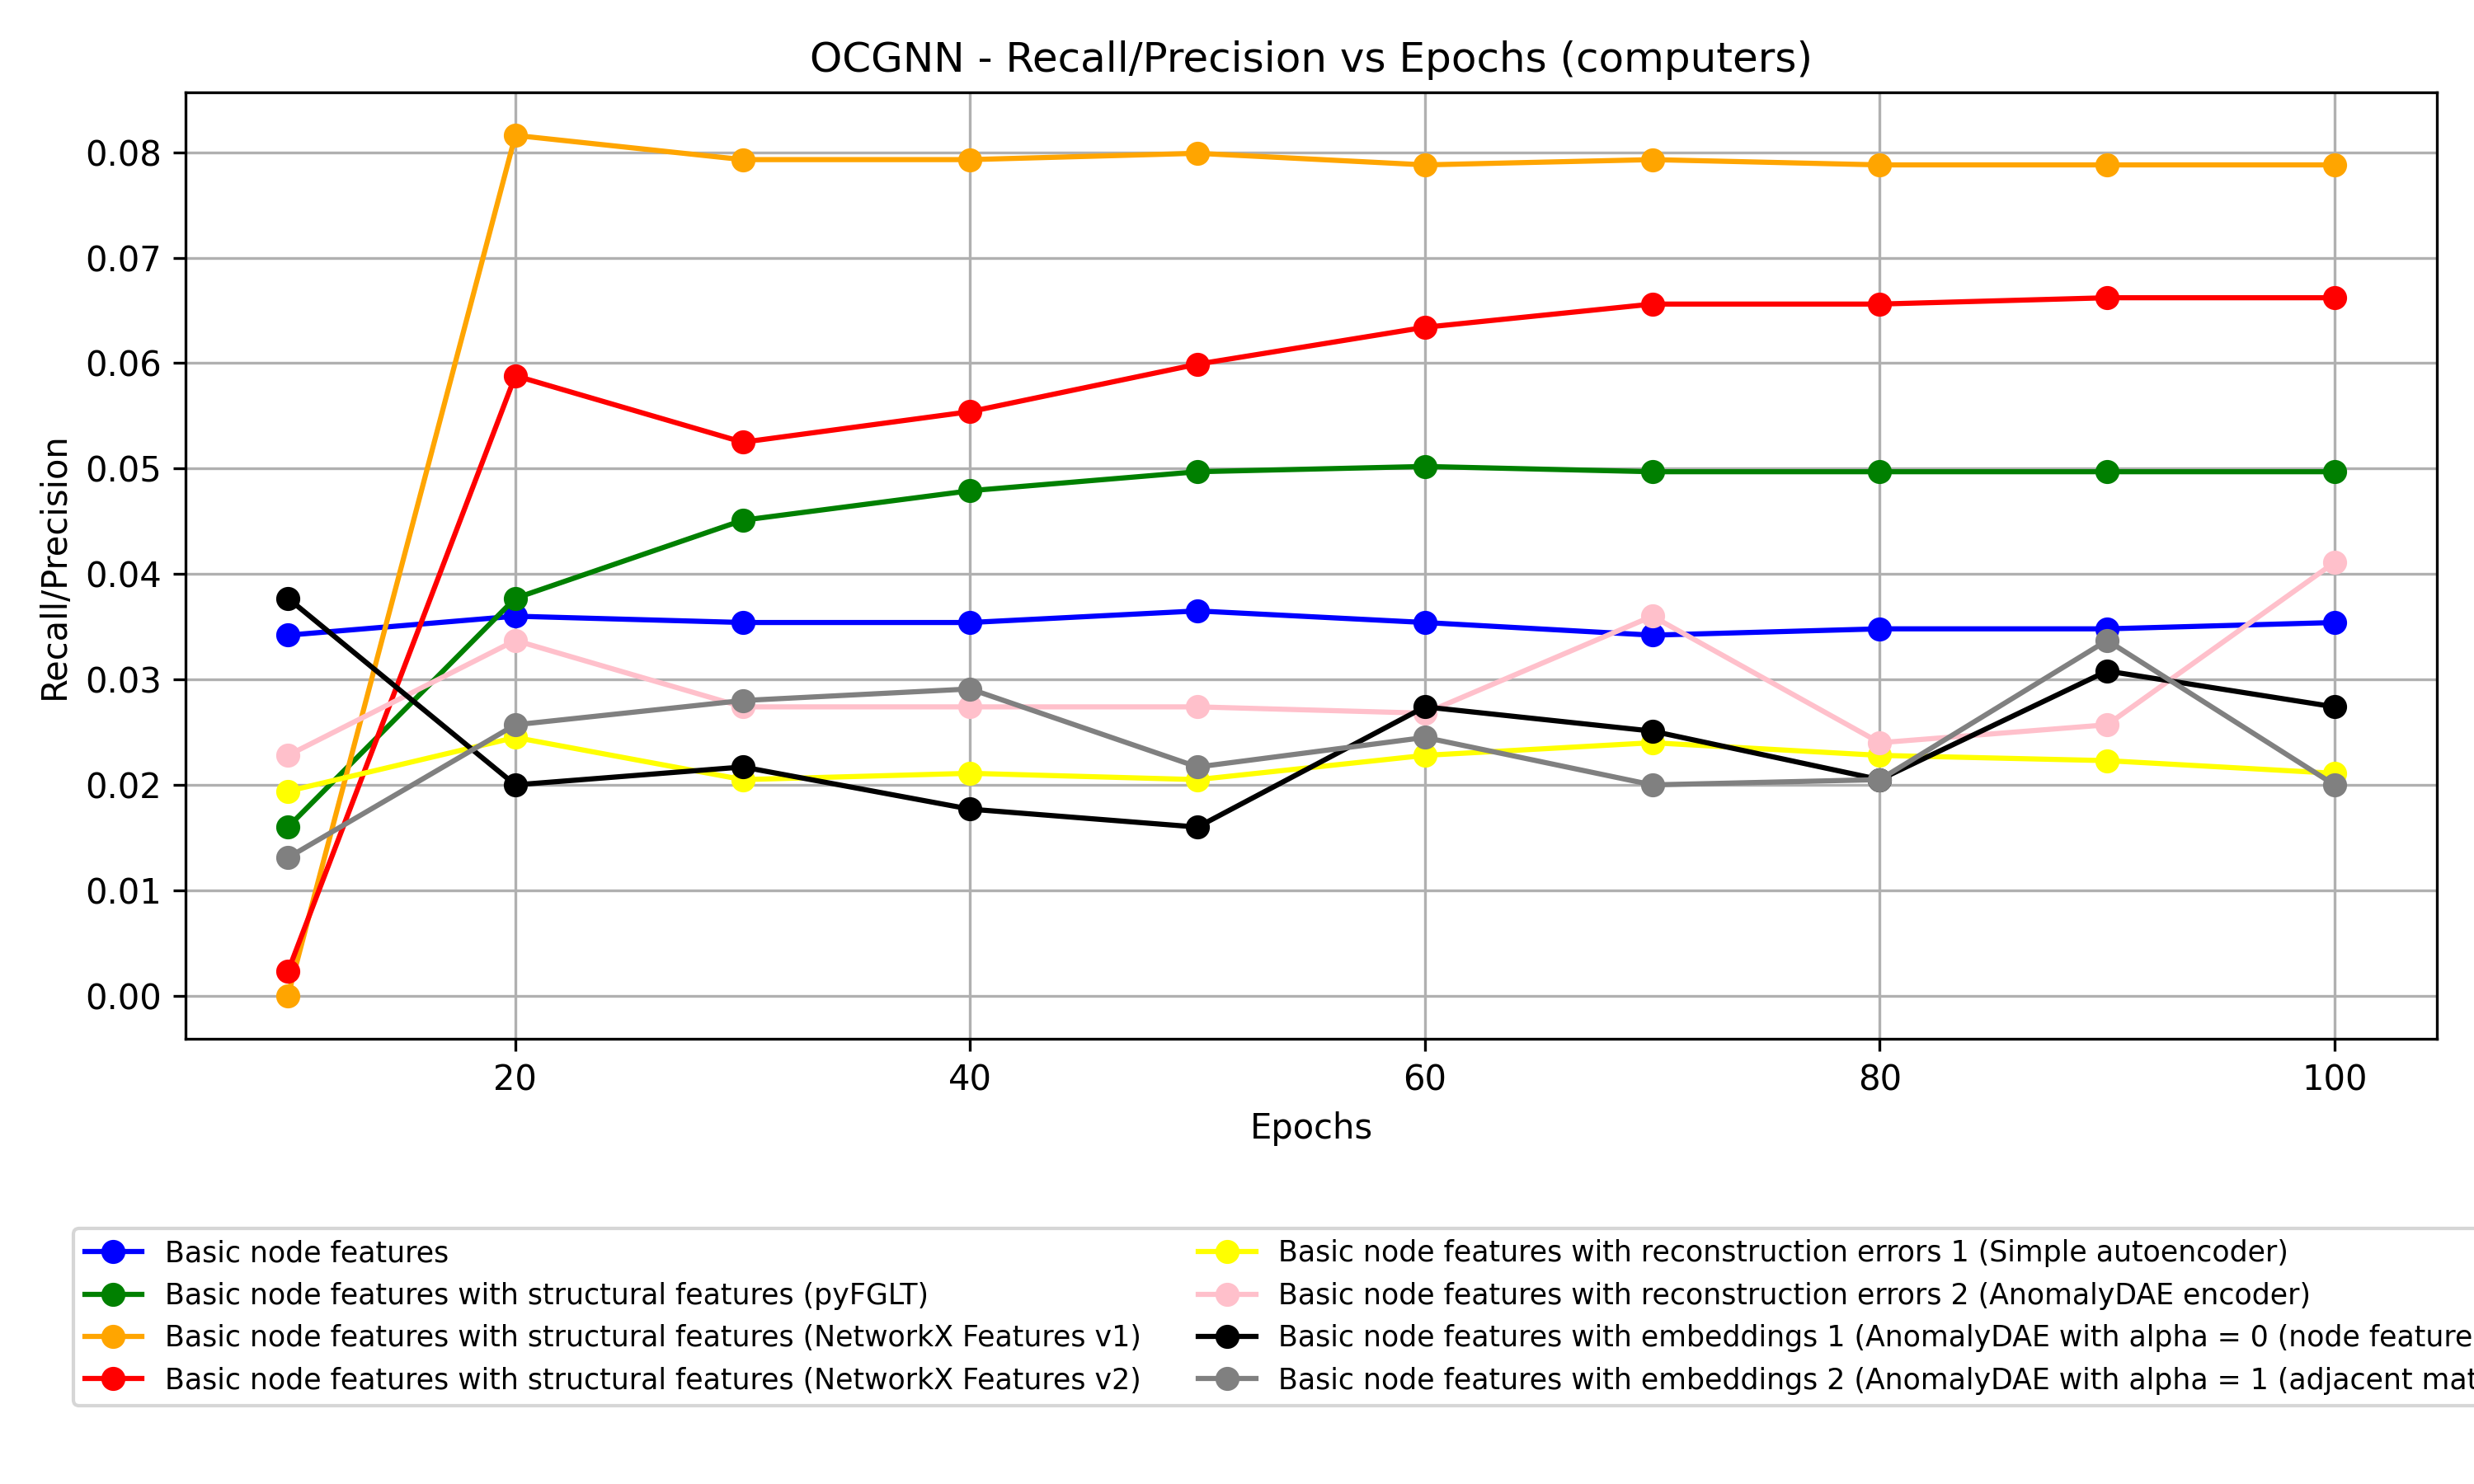 OCGNN - Recall/Precision vs Epochs (computers)
Recall/Precision
0.08
0.07
0.06
0.05
0.04
0.03
0.02
0.01
0.00
20 40 60 80 100
Epochs
Basic node features
Basic node features with structural features (pyFGLT)
Basic node features with structural features (NetworkX Features v1)
Basic node features with structural features (NetworkX Features v2)
Basic node features with reconstruction errors 1 (Simple autoencoder)
Basic node features with reconstruction errors 2 (AnomalyDAE encoder)
Basic node features with embeddings 1 (AnomalyDAE with alpha = 0 (node feature
Basic node features with embeddings 2 (AnomalyDAE with alpha = 1 (adjacent mat